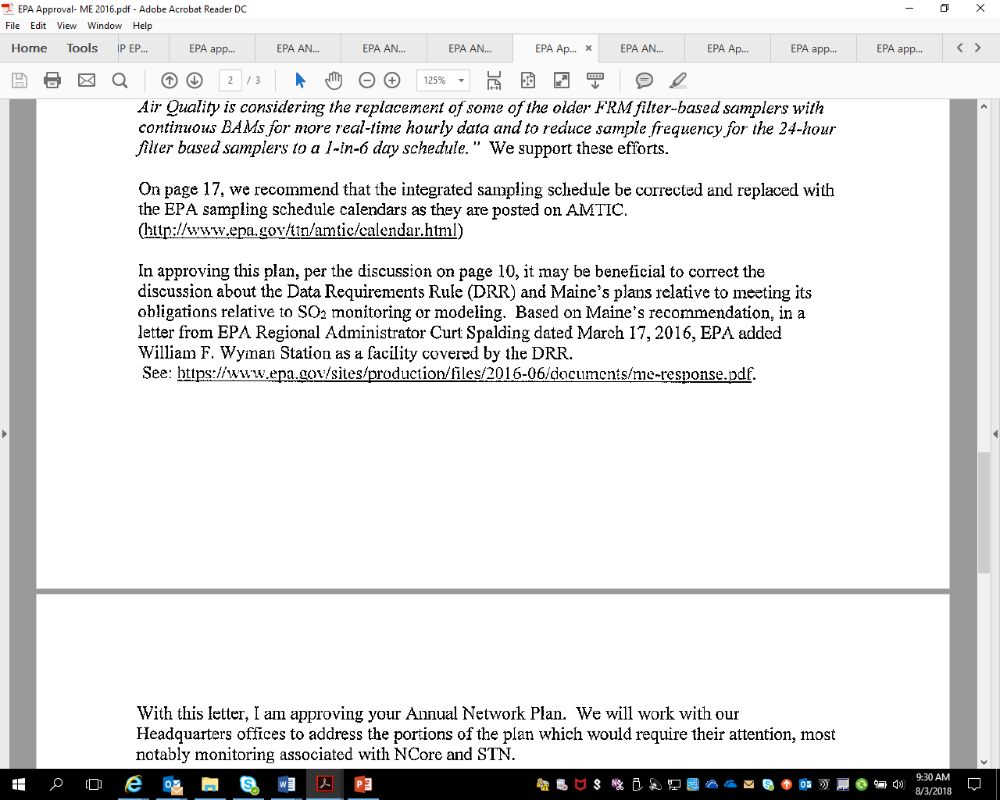 EPA Approval- ME 2016.pdf - Adobe Acrobat Reader DC
File Edit View Window Help
Home Tools IP EP... EPA app... EPA AN... EPA AN... EPA AN... EPA Ap... × EPA AN... EPA Ap... EPA app... EPA app...
2 / 3 125%
Air Quality is considering the replacement of some of the older FRM filter-based samplers with
continuous BAMs for more real-time hourly data and to reduce sample frequency for the 24-hour
filter based samplers to a 1-in-6 day schedule." We support these efforts.
On page 17, we recommend that the integrated sampling schedule be corrected and replaced with
the EPA sampling schedule calendars as they are posted on AMTIC.
(http://www.epa.gov/ttn/amtic/calendar.html)
In approving this plan, per the discussion on page 10, it may be beneficial to correct the
discussion about the Data Requirements Rule (DRR) and Maine's plans relative to meeting its
obligations relative to SO2 monitoring or modeling. Based on Maine's recommendation, in a
letter from EPA Regional Administrator Curt Spalding dated March 17, 2016, EPA added
William F. Wyman Station as a facility covered by the DRR.
See: https://www.epa.gov/sites/production/files/2016-06/documents/me-response.pdf.
With this letter, I am approving your Annual Network Plan. We will work with our
Headquarters offices to address the portions of the plan which would require their attention, most
notably monitoring associated with NCore and STN.
9:30 AM
8/3/2018